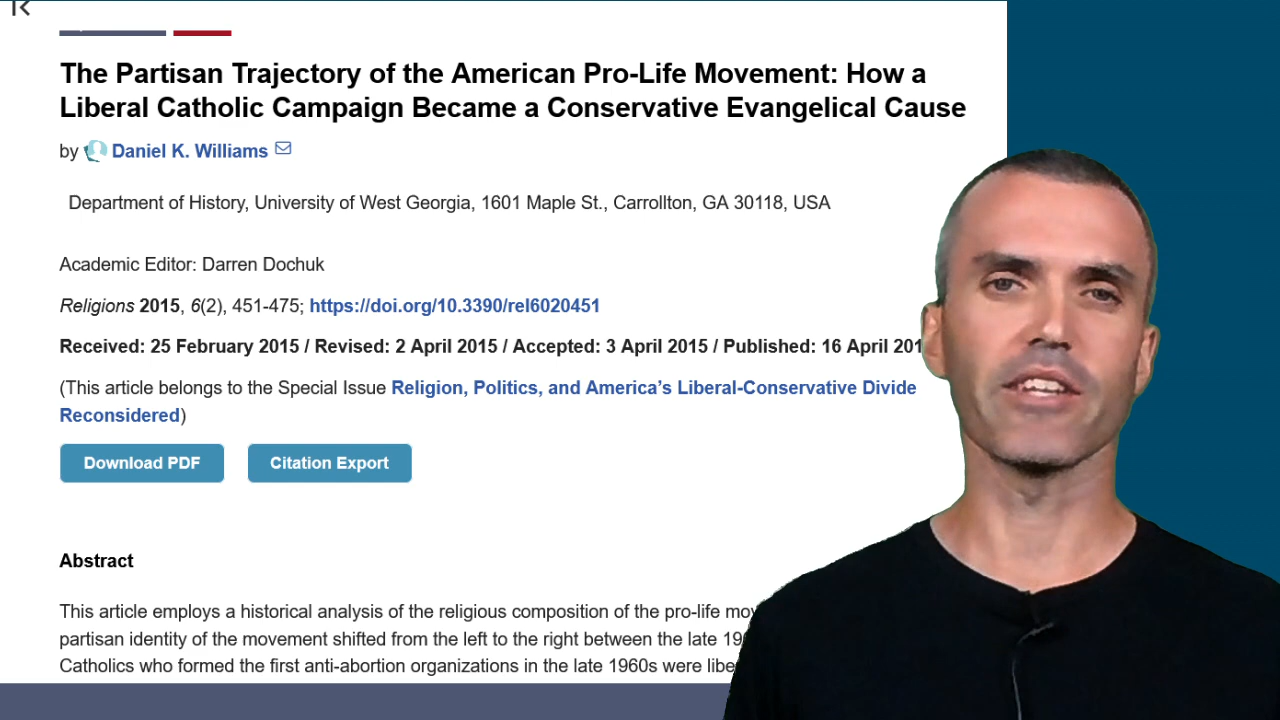 The Partisan Trajectory of the American Pro-Life Movement: How a
Liberal Catholic Campaign Became a Conservative Evangelical Cause
by Daniel K. Williams
Department of History, University of West Georgia, 1601 Maple St., Carrollton, GA 30118, USA
Academic Editor: Darren Dochuk
Religions 2015, 6(2), 451-475; https://doi.org/10.3390/rel6020451
Received: 25 February 2015 / Revised: 2 April 2015 / Accepted: 3 April 2015 / Published: 16 April 201
(This article belongs to the Special Issue Religion, Politics, and America’s Liberal-Conservative Divide
Reconsidered)
Download PDF
Citation Export
Abstract
This article employs a historical analysis of the religious composition of the pro-life
partisan identity of the movement shifted from the left to the right between the late
Catholics who formed the first anti-abortion organizations in the late 1960s were